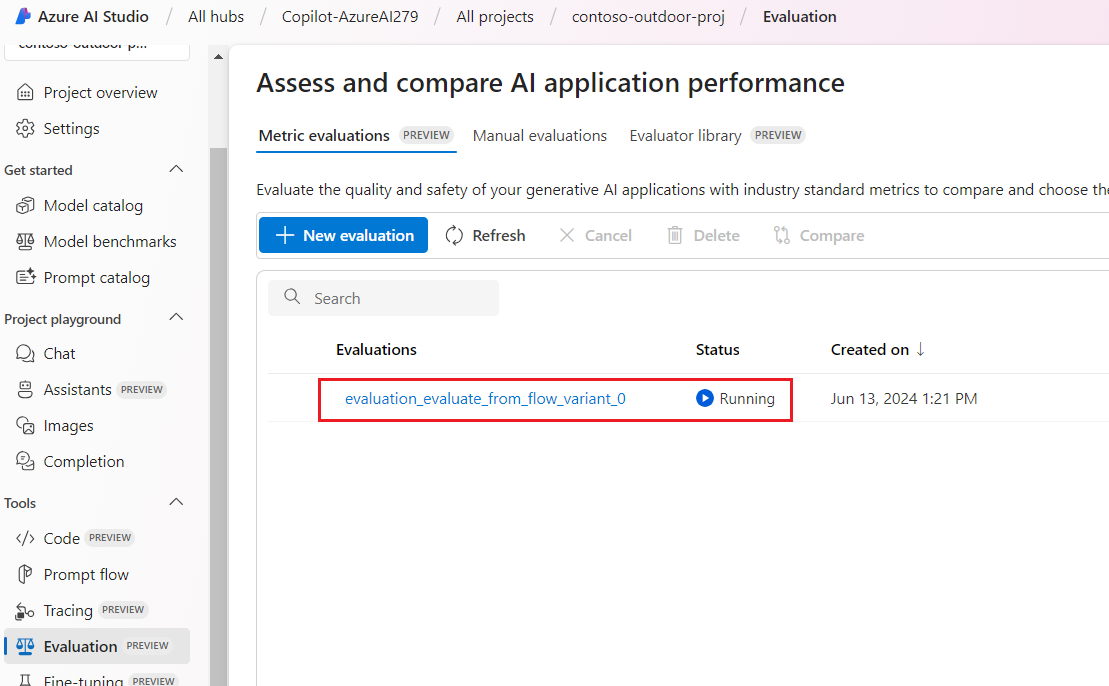 Azure AI Studio / All hubs / Copilot-AzureAI279 / All projects / contoso-outdoor-proj / Evaluation
contoso-outdoor-p...
Project overview
Settings
Get started
Model catalog
Model benchmarks
Prompt catalog
Project playground
Chat
Assistants PREVIEW
Images
Completion
Tools
Code PREVIEW
Prompt flow
Tracing PREVIEW
Evaluation PREVIEW
Fine-tuning PREVIEW
Assess and compare AI application performance
Metric evaluations PREVIEW Manual evaluations Evaluator library PREVIEW
Evaluate the quality and safety of your generative AI applications with industry standard metrics to compare and choose the
New evaluation Refresh Cancel Delete Compare
Search
Evaluations Status Created on
evaluation_evaluate_from_flow_variant_0 Running Jun 13, 2024 1:21 PM